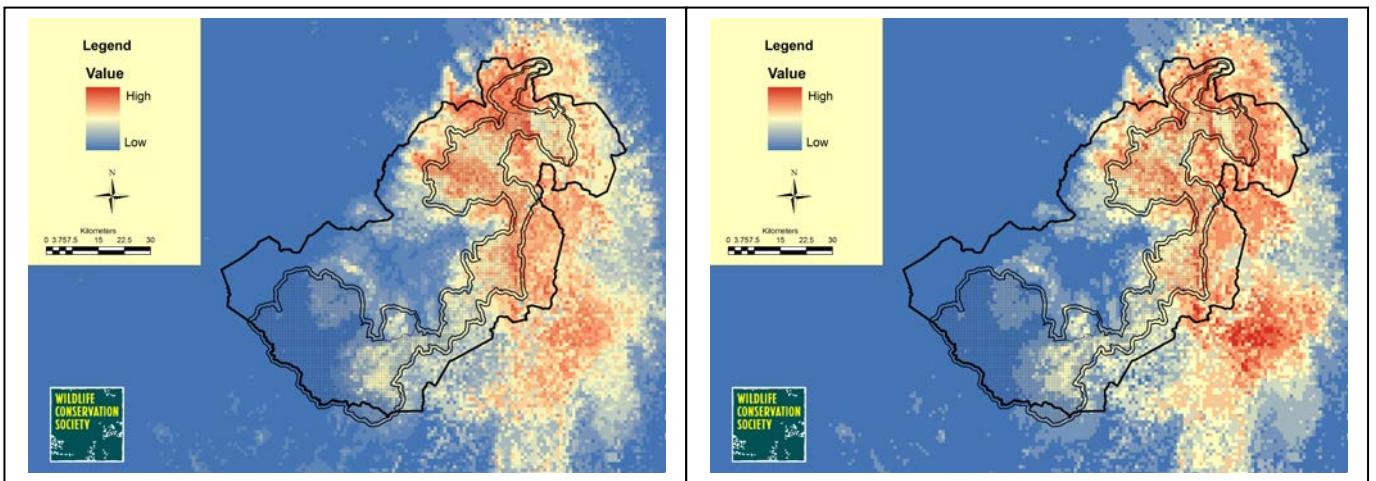 Legend
Value
High
Low
N
Kilometers
0 3.757.5 15 22.5 30
WILDLIFE
CONSERVATION
SOCIETY
Legend
Value
High
Low
N
Kilometers
0 3.757.5 15 22.5 30
WILDLIFE
CONSERVATION
SOCIETY